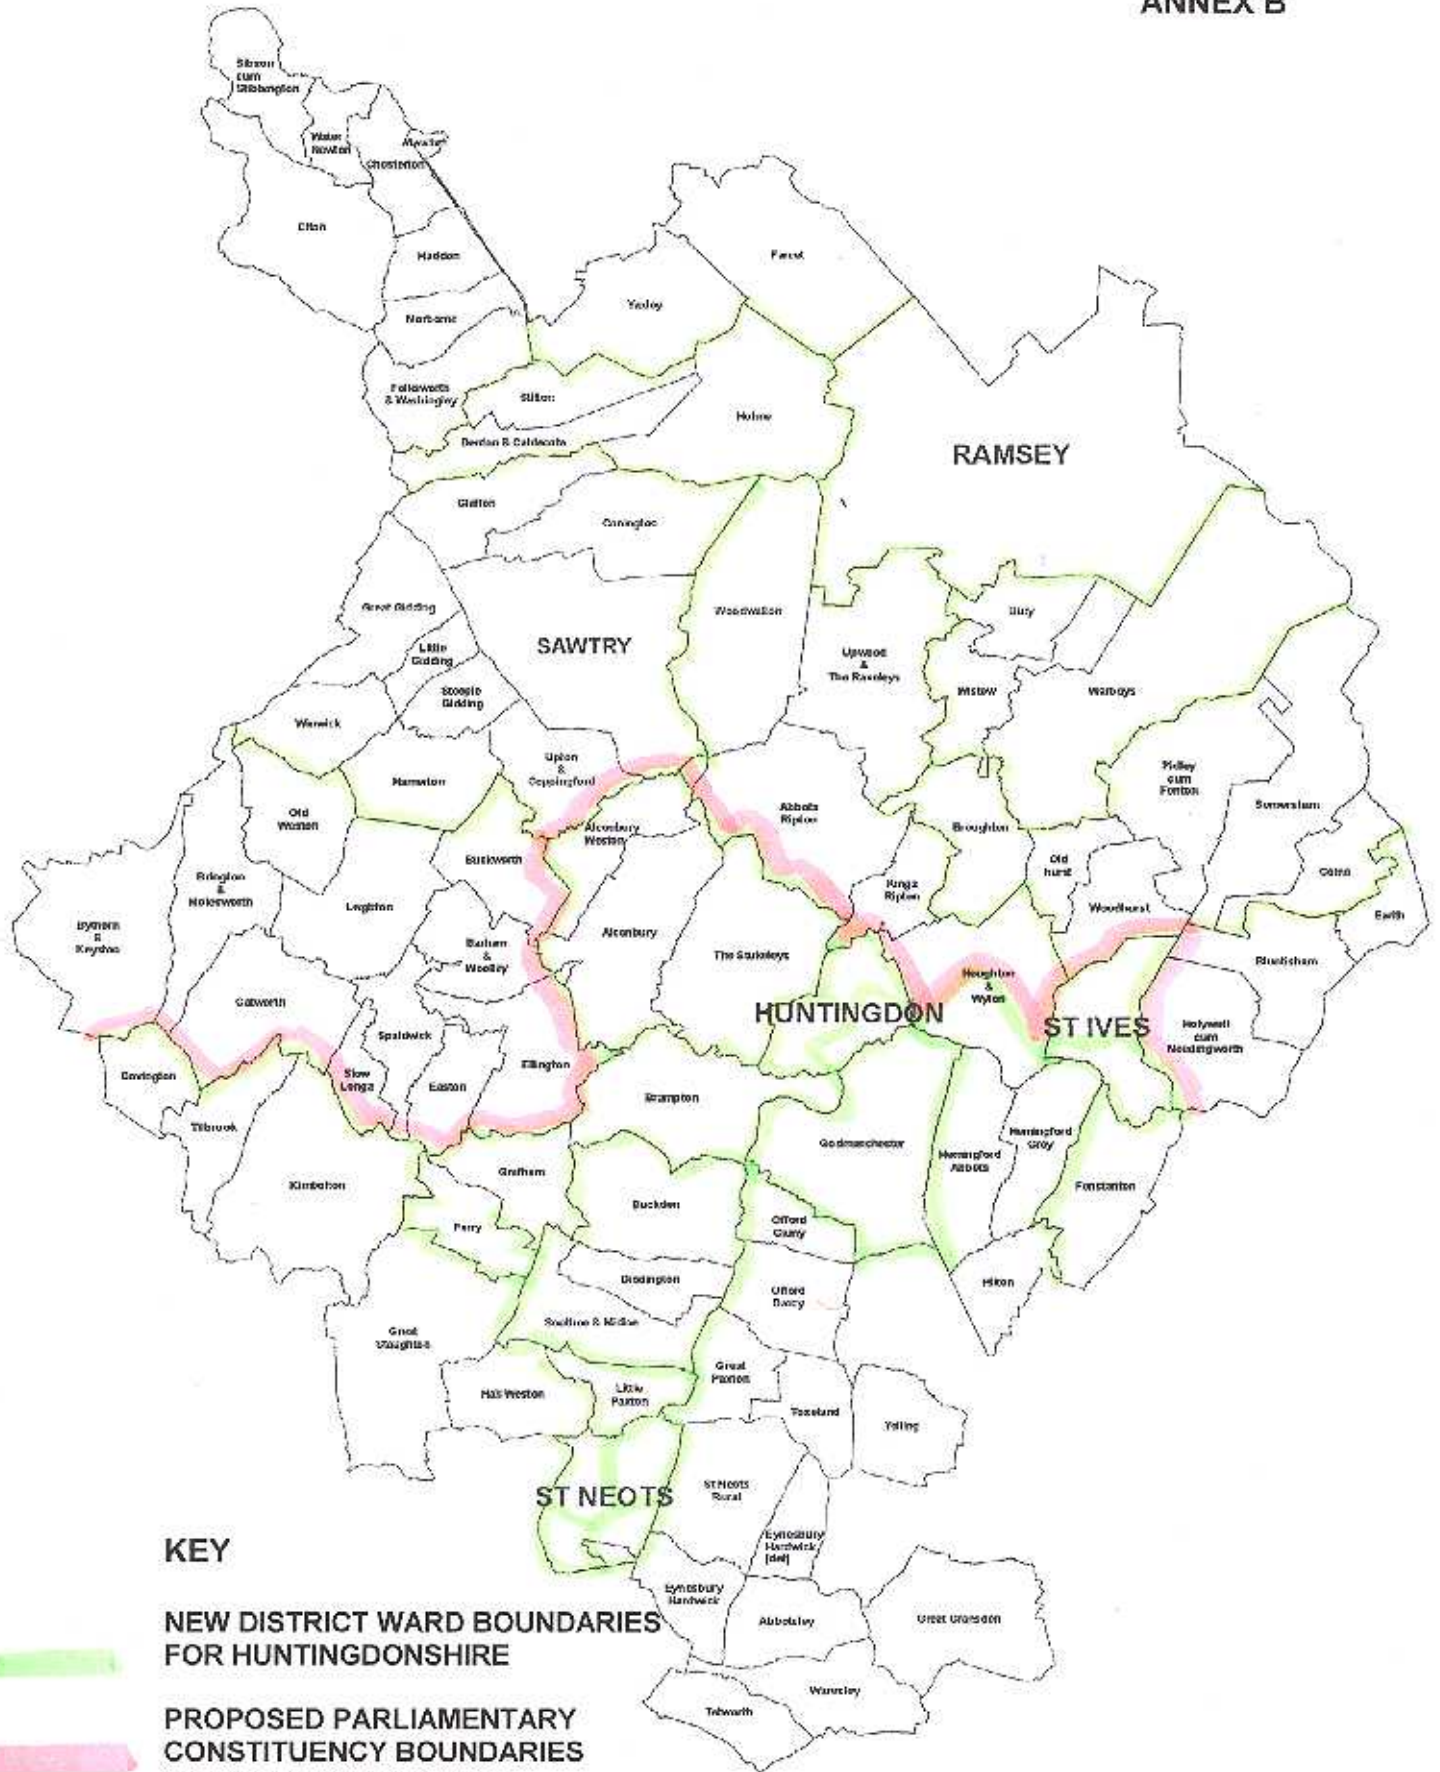 ANNEX B
Sibson
cum
Stibbington
Water
Newton
Chesterton
Elton
Haddon
Farcet
Yaxley
Morborne
Folksworth
& Washingley
Stilton
Holme
Denton & Caldecote
RAMSEY
Glatton
Conington
Great Gidding
Woodwalton
Bury
SAWTRY
Little
Gidding
Upwood
&
The Raveleys
Steeple
Gidding
Wistow
Warboys
Winwick
Upton
&
Coppingford
Hamerton
Pidley
cum
Fenton
Abbots
Ripton
Somersham
Old
Weston
Alconbury
Weston
Broughton
Buckworth
Old
hurst
Brington
&
Molesworth
Colne
Kings
Ripton
Leighton
Woodhurst
Earith
Bythorn
&
Keyston
Alconbury
Barham
&
Woolley
The Stukeleys
Bluntisham
Houghton
&
Wyton
Catworth
HUNTINGDON
ST IVES
Spaldwick
Holywell
cum
Needingworth
Ellington
Covington
Stow
Longa
Easton
Brampton
Tilbrook
Godmanchester
Hemingford
Grey
Hemingford
Abbots
Grafham
Kimbolton
Fenstanton
Buckden
Perry
Offord
Cluny
Diddington
Hilton
Offord
Darcy
Southoe & Midloe
Great
Staughton
Great
Paxton
Hail Weston
Little
Paxton
Toseland
Yelling
ST NEOTS
St Neots
Rural
Eynesbury
Hardwick
[det]
KEY
Eynesbury
Hardwick
NEW DISTRICT WARD BOUNDARIES
FOR HUNTINGDONSHIRE
Abbotsley
Great Gransden
Waresley
Tetworth
PROPOSED PARLIAMENTARY
CONSTITUENCY BOUNDARIES